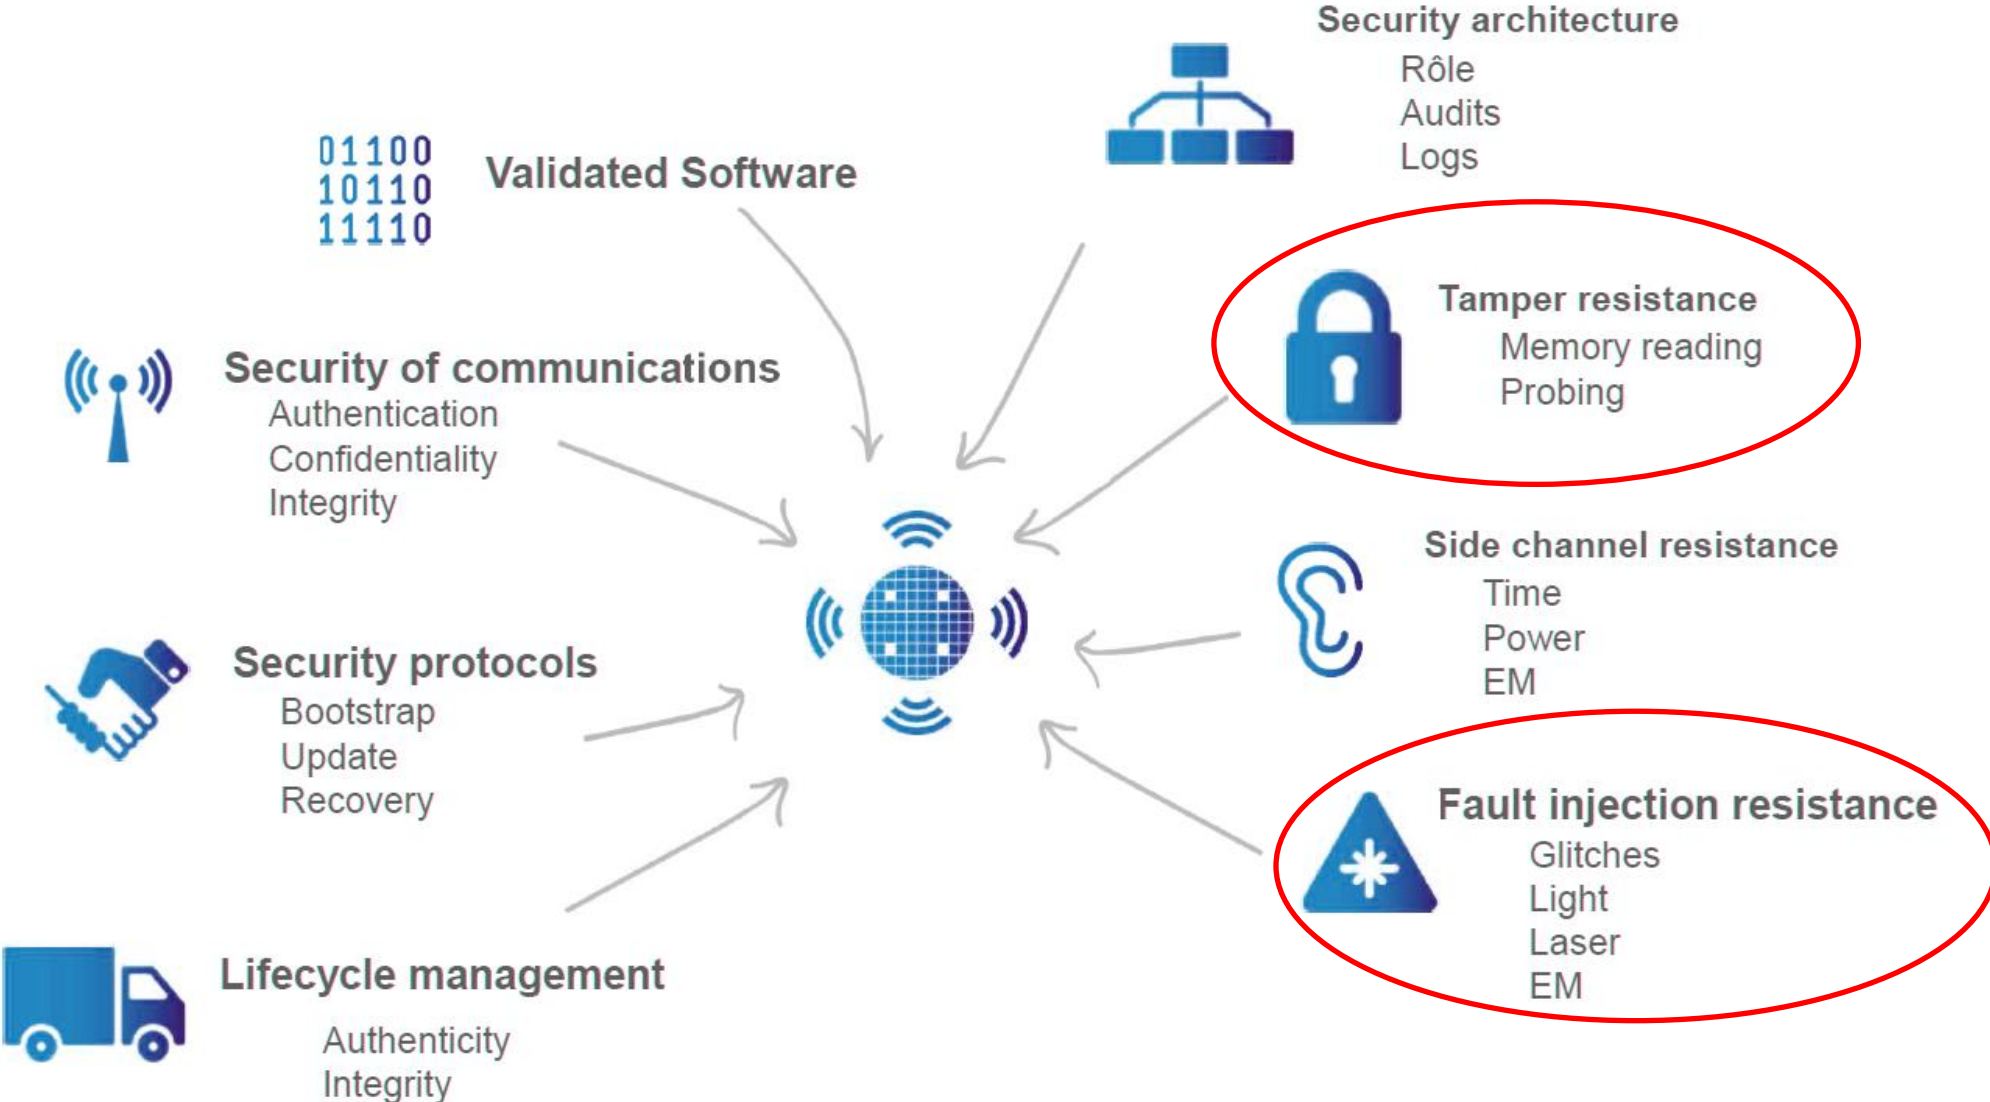 Security architecture
Rôle
Audits
Logs
01100
10110
11110
Validated Software
Tamper resistance
Memory reading
Probing
Security of communications
Authentication
Confidentiality
Integrity
Side channel resistance
Time
Power
EM
Security protocols
Bootstrap
Update
Recovery
Fault injection resistance
Glitches
Light
Laser
EM
Lifecycle management
Authenticity
Integrity